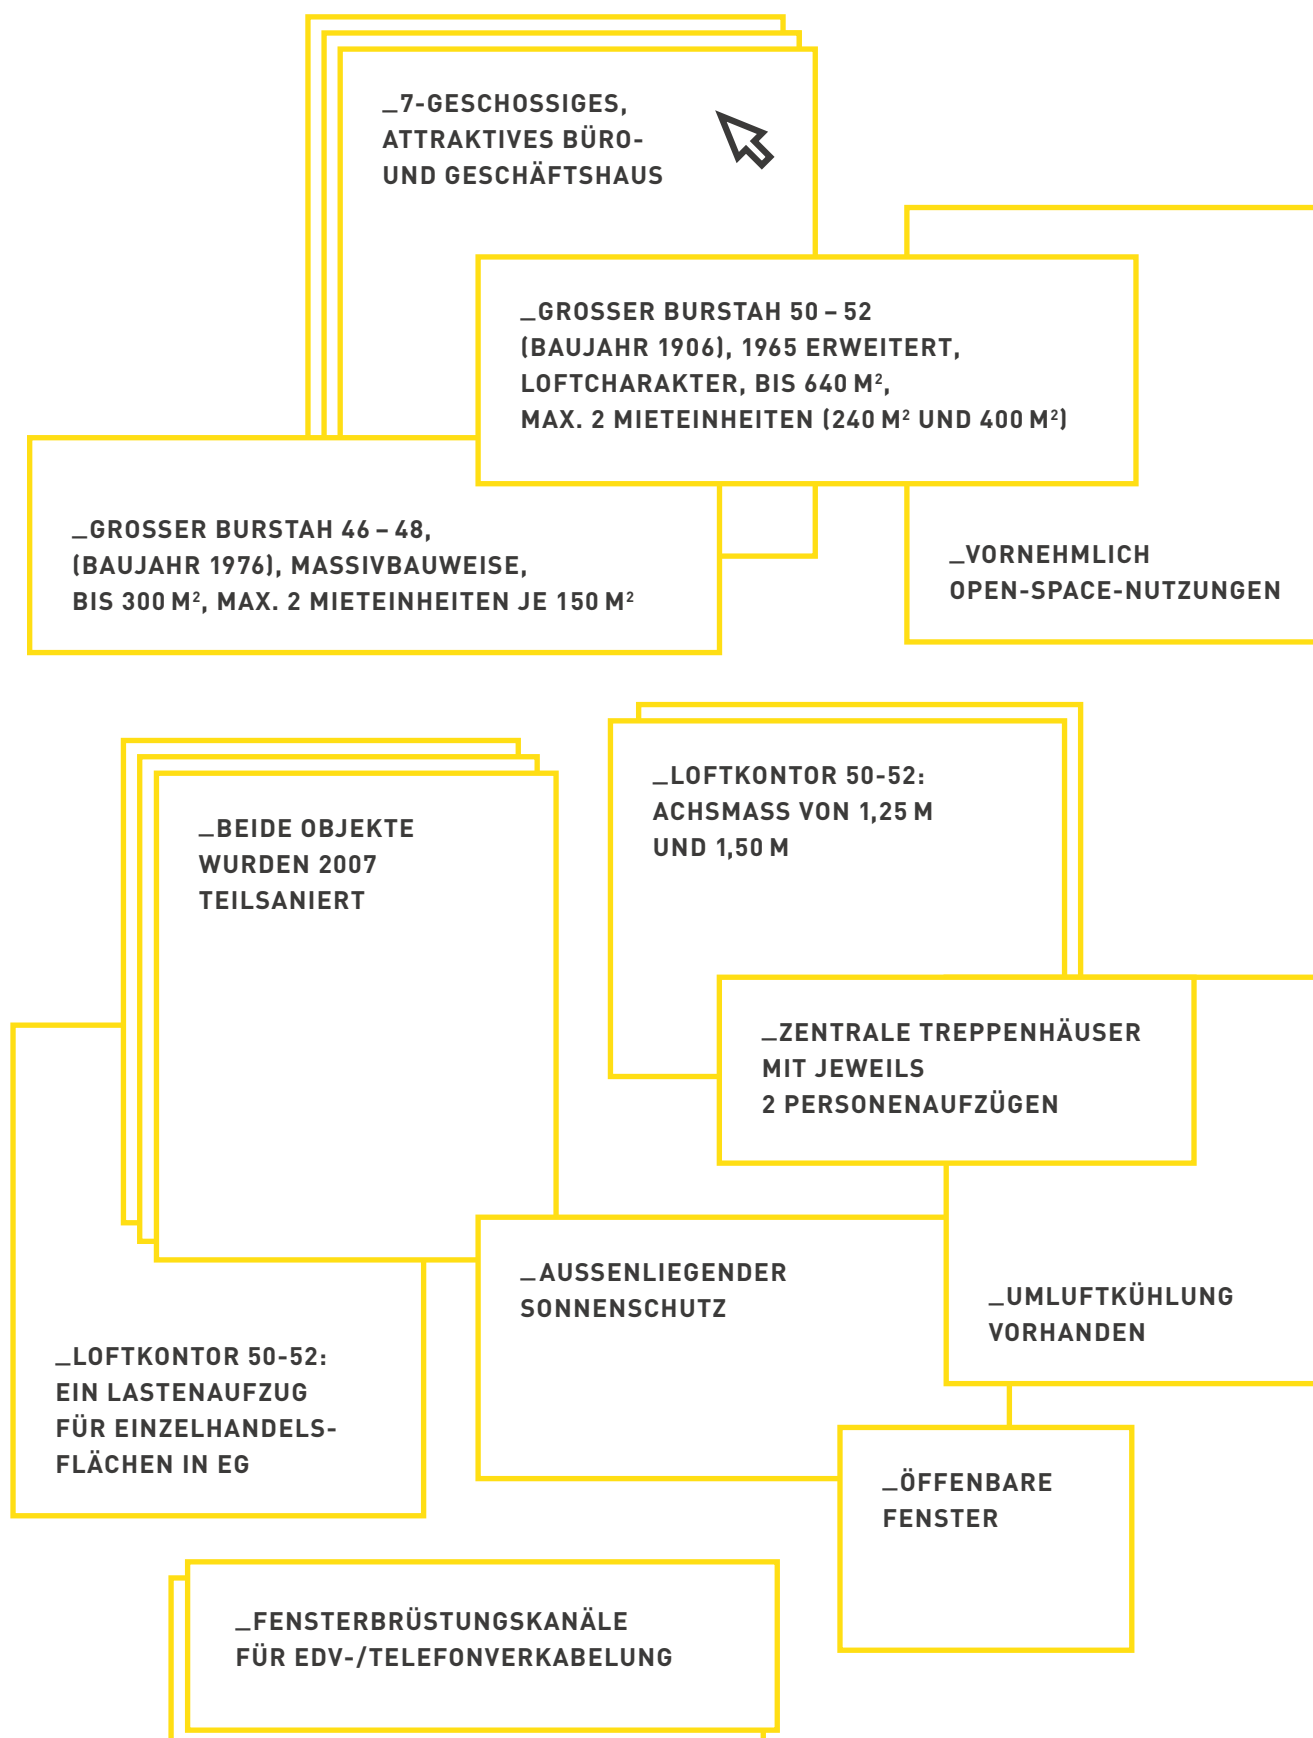 _7-GESCHOSSIGES,
ATTRAKTIVES BÜRO-
UND GESCHÄFTSHAUS
_GROSSER BURSTAH 50 – 52
(BAUJAHR 1906), 1965 ERWEITERT,
LOFTCHARAKTER, BIS 640 M²,
MAX. 2 MIETEINHEITEN (240 M² UND 400 M²)
_GROSSER BURSTAH 46 – 48,
(BAUJAHR 1976), MASSIVBAUWEISE,
BIS 300 M², MAX. 2 MIETEINHEITEN JE 150 M²
_VORNEHMLICH
OPEN-SPACE-NUTZUNGEN
_LOFTKONTOR 50-52:
ACHSMASS VON 1,25 M
UND 1,50 M
_BEIDE OBJEKTE
WURDEN 2007
TEILSANIERT
_ZENTRALE TREPPENHÄUSER
MIT JEWEILS
2 PERSONENAUFZÜGEN
_AUSSENLIEGENDER
SONNENSCHUTZ
_UMLUFTKÜHLUNG
VORHANDEN
_LOFTKONTOR 50-52:
EIN LASTENAUFZUG
FÜR EINZELHANDELS-
FLÄCHEN IN EG
_ÖFFENBARE
FENSTER
_FENSTERBRÜSTUNGSKANÄLE
FÜR EDV-/TELEFONVERKABELUNG